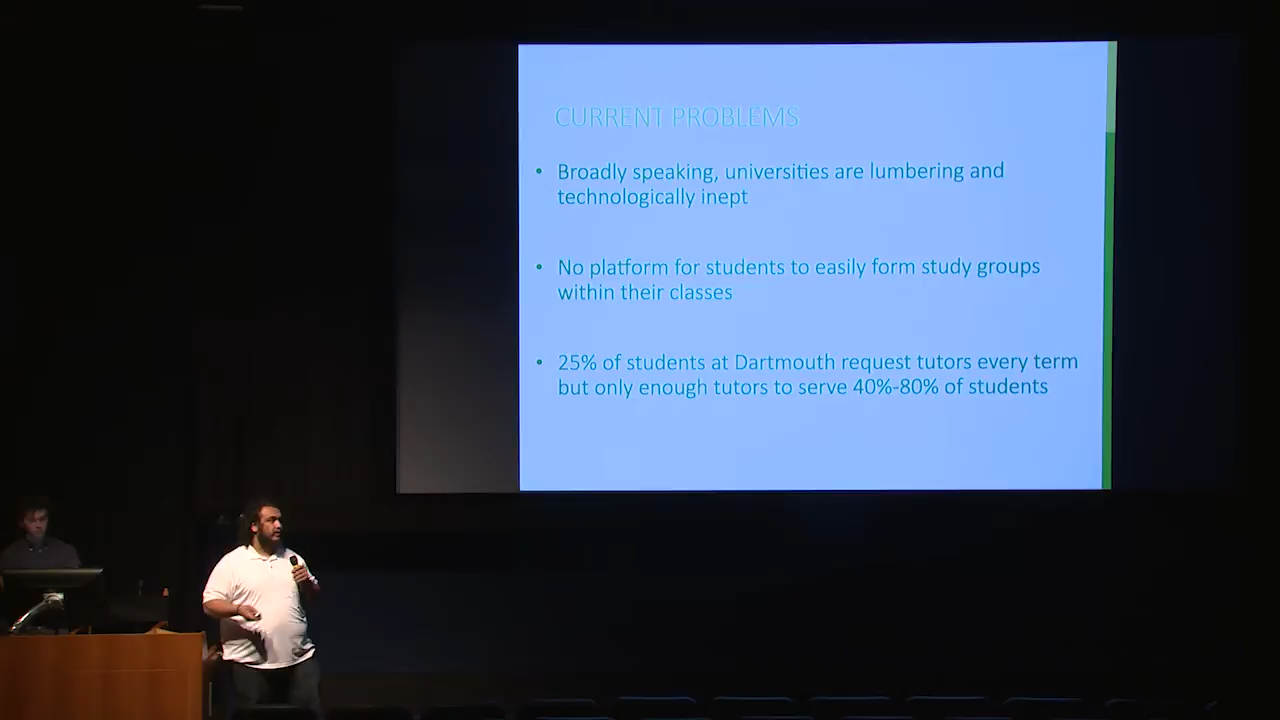 CURRENT PROBLEMS
• Broadly speaking, universities are lumbering and
technologically inept
• No platform for students to easily form study groups
within their classes
• 25% of students at Dartmouth request tutors every term
but only enough tutors to serve 40%-80% of students